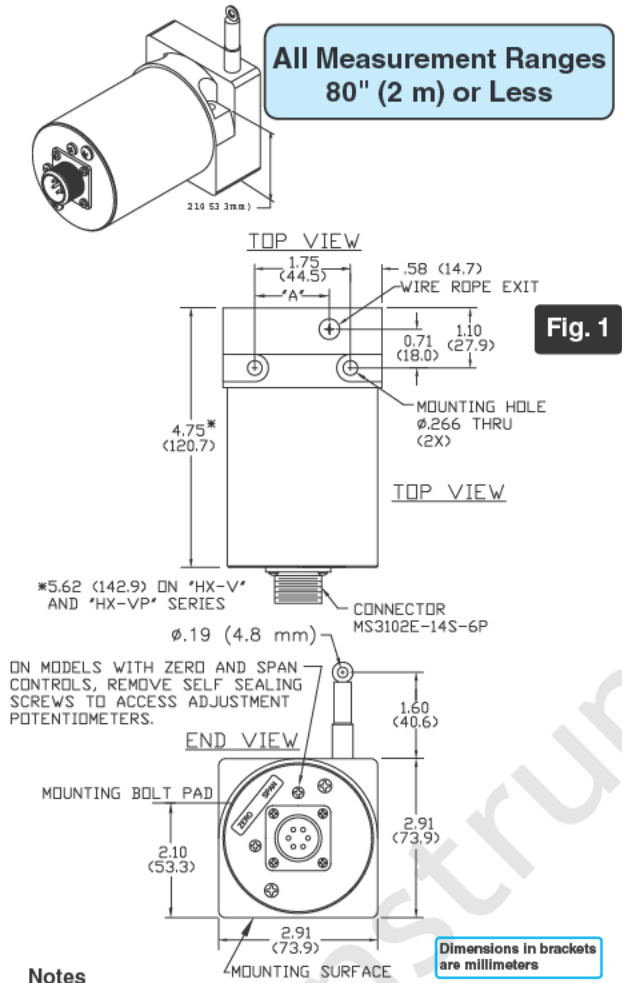 All Measurement Ranges
80" (2 m) or Less
210 53 3mm)
TOP VIEW
1.75
(44.5)
.58 (14.7)
"A"
WIRE ROPE EXIT
Fig. 1
0.71
(18.0)
1.10
(27.9)
MOUNTING HOLE
Ø.266 THRU
(2X)
4.75*
(120.7)
TOP VIEW
*5.62 (142.9) ON "HX-V"
AND "HX-VP" SERIES
CONNECTOR
MS3102E-14S-6P
Ø.19 (4.8 mm)
ON MODELS WITH ZERO AND SPAN
CONTROLS, REMOVE SELF SEALING
SCREWS TO ACCESS ADJUSTMENT
POTENTIOMETERS.
1.60
(40.6)
END VIEW
MOUNTING BOLT PAD
ZERO SPAN
2.10
(53.3)
2.91
(73.9)
2.91
(73.9)
Dimensions in brackets
are millimeters
Notes
MOUNTING SURFACE